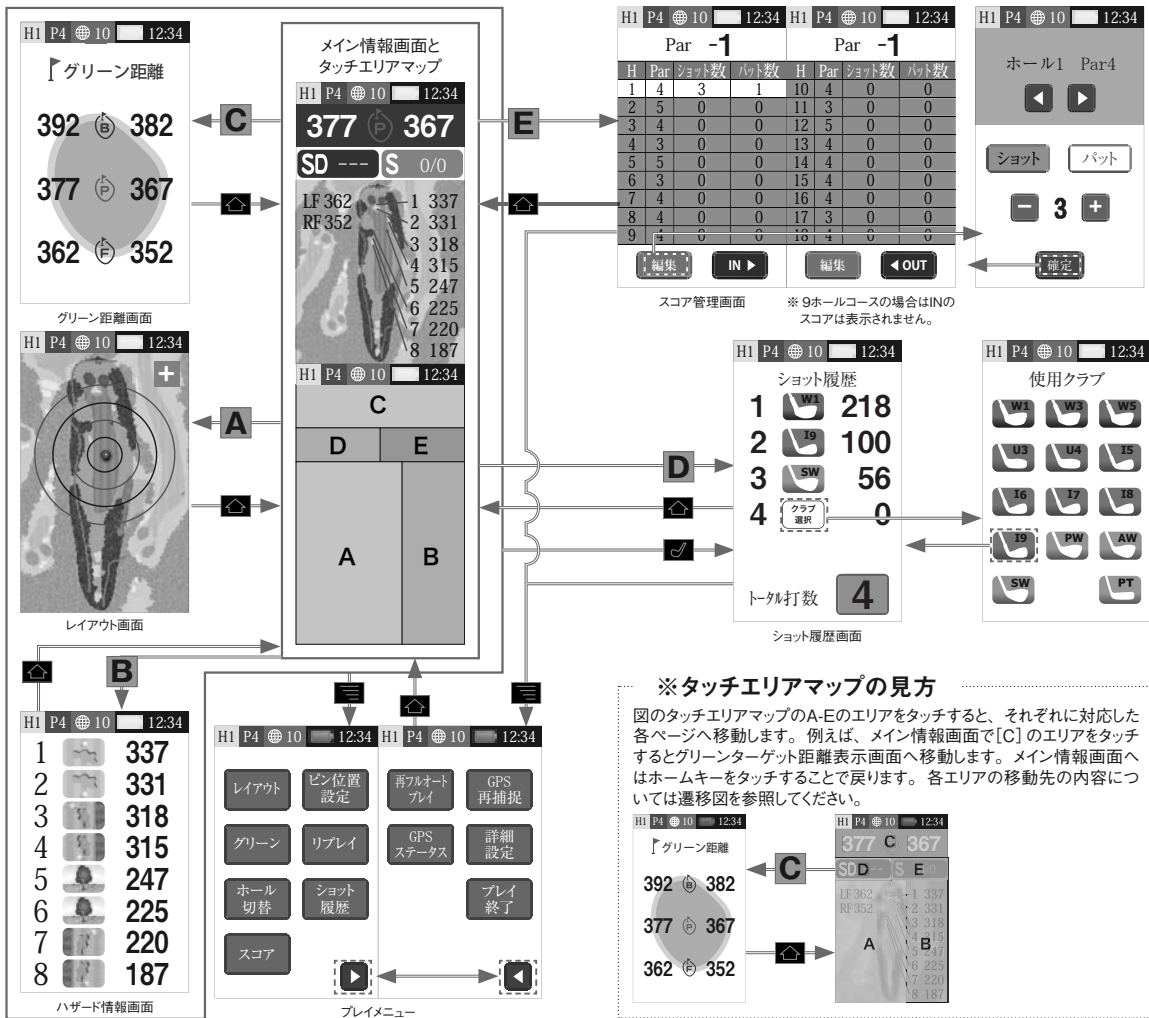 H1 P4 10 12:34
グリーン距離
392 B 382
377 P 367
362 F 352
グリーン距離画面
C
メイン情報画面と
タッチエリアマップ
H1 P4 10 12:34
377 P 367
SD --- S 0/0
LF 362 1 337
RF 352 2 331
3 318
4 315
5 247
6 225
7 220
8 187
H1 P4 10 12:34
C
D E
A B
E
H1 P4 10 12:34
Par -1
H Par ショット数 パット数
1 4 3 1
2 5 0 0
3 4 0 0
4 3 0 0
5 5 0 0
6 3 0 0
7 4 0 0
8 4 0 0
9 4 0 0
編集 IN
スコア管理画面
H1 P4 10 12:34
Par -1
H Par ショット数 パット数
10 4 0 0
11 3 0 0
12 5 0 0
13 4 0 0
14 4 0 0
15 4 0 0
16 4 0 0
17 3 0 0
18 4 0 0
編集 OUT
※ 9ホールコースの場合はINの
スコアは表示されません。
H1 P4 10 12:34
ホール1 Par4
ショット パット
− 3 +
確定
H1 P4 10 12:34
+
レイアウト画面
A
D
H1 P4 10 12:34
ショット履歴
1 W1 218
2 I9 100
3 SW 56
4 クラブ選択 0
トータル打数 4
ショット履歴画面
H1 P4 10 12:34
使用クラブ
W1 W3 W5
U3 U4 I5
I6 I7 I8
I9 PW AW
SW PT
B
H1 P4 10 12:34
1 337
2 331
3 318
4 315
5 247
6 225
7 220
8 187
ハザード情報画面
H1 P4 10 12:34
レイアウト ピン位置設定
グリーン リプレイ
ホール切替 ショット履歴
スコア
H1 P4 10 12:34
再フルオートプレイ GPS再捕捉
GPSステータス 詳細設定
プレイ終了
プレイメニュー
※タッチエリアマップの見方
図のタッチエリアマップのA-Eのエリアをタッチすると、それぞれに対応した
各ページへ移動します。例えば、メイン情報画面で[C] のエリアをタッチ
するとグリーンターゲット距離表示画面へ移動します。メイン情報画面へ
はホームキーをタッチすることで戻ります。各エリアの移動先の内容につ
いては遷移図を参照してください。
H1 P4 10 12:34
グリーン距離
392 B 382
377 P 367
362 F 352
C
H1 P4 10 12:34
377 C 367
SD D -- S E
LF 362 1 337
RF 352 2 331
3 318
A B 4 315
5 247
6 225
7 220
8 187